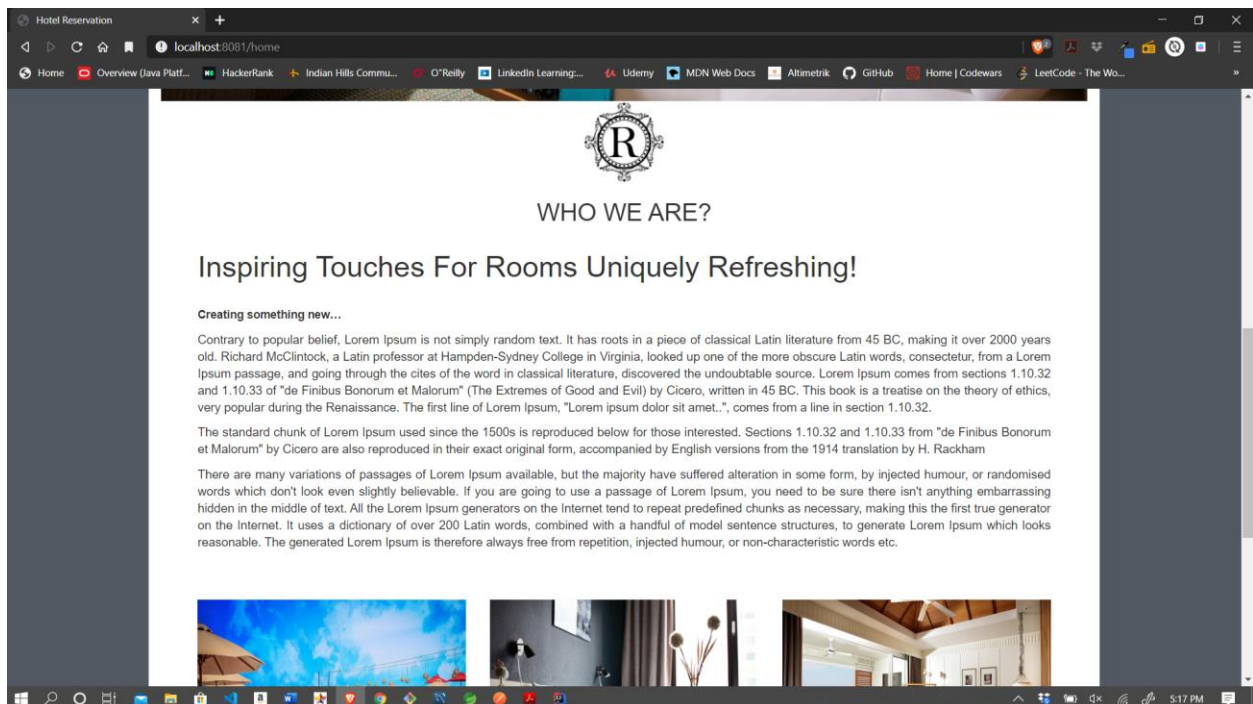 Hotel Reservation
localhost:8081/home
Home Overview (Java Platf... HackerRank Indian Hills Commu... O"Reilly LinkedIn Learning:... Udemy MDN Web Docs Altimetrik GitHub Home | Codewars LeetCode - The Wo...
R
WHO WE ARE?
Inspiring Touches For Rooms Uniquely Refreshing!
Creating something new…
Contrary to popular belief, Lorem Ipsum is not simply random text. It has roots in a piece of classical Latin literature from 45 BC, making it over 2000 years
old. Richard McClintock, a Latin professor at Hampden-Sydney College in Virginia, looked up one of the more obscure Latin words, consectetur, from a Lorem
Ipsum passage, and going through the cites of the word in classical literature, discovered the undoubtable source. Lorem Ipsum comes from sections 1.10.32
and 1.10.33 of "de Finibus Bonorum et Malorum" (The Extremes of Good and Evil) by Cicero, written in 45 BC. This book is a treatise on the theory of ethics,
very popular during the Renaissance. The first line of Lorem Ipsum, "Lorem ipsum dolor sit amet..", comes from a line in section 1.10.32.
The standard chunk of Lorem Ipsum used since the 1500s is reproduced below for those interested. Sections 1.10.32 and 1.10.33 from "de Finibus Bonorum
et Malorum" by Cicero are also reproduced in their exact original form, accompanied by English versions from the 1914 translation by H. Rackham
There are many variations of passages of Lorem Ipsum available, but the majority have suffered alteration in some form, by injected humour, or randomised
words which don't look even slightly believable. If you are going to use a passage of Lorem Ipsum, you need to be sure there isn't anything embarrassing
hidden in the middle of text. All the Lorem Ipsum generators on the Internet tend to repeat predefined chunks as necessary, making this the first true generator
on the Internet. It uses a dictionary of over 200 Latin words, combined with a handful of model sentence structures, to generate Lorem Ipsum which looks
reasonable. The generated Lorem Ipsum is therefore always free from repetition, injected humour, or non-characteristic words etc.
5:17 PM